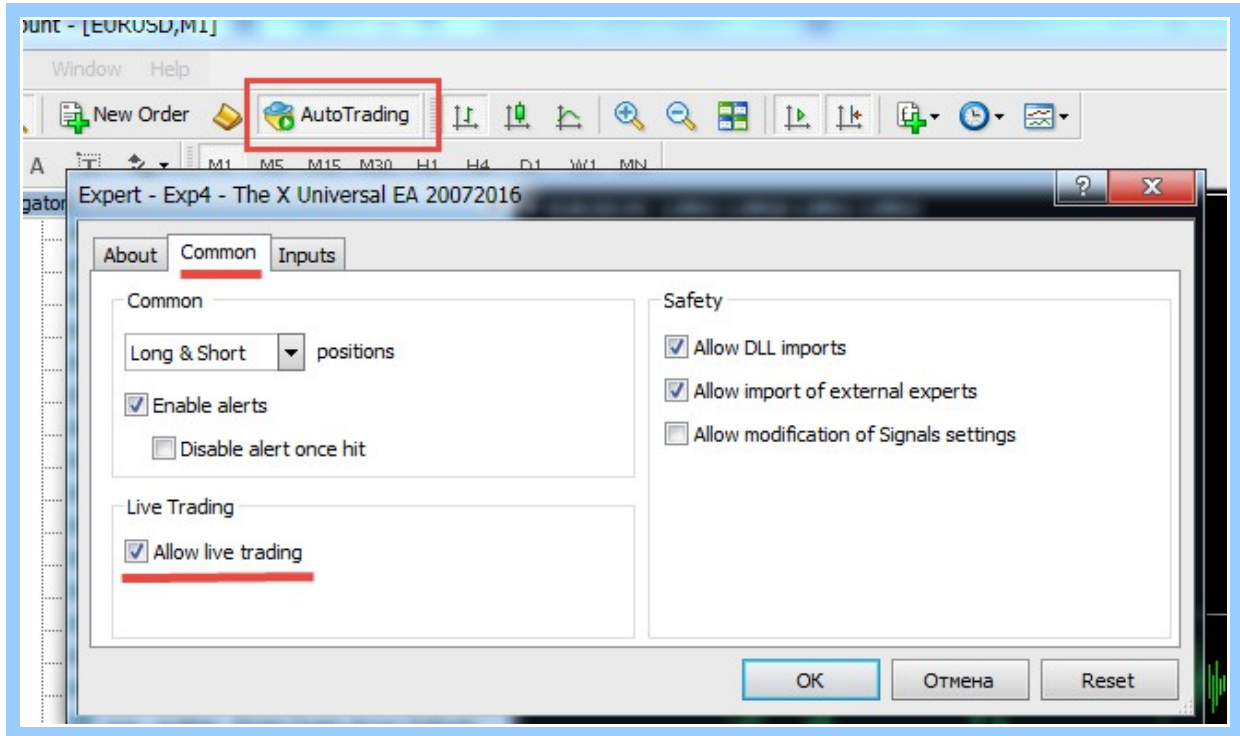 ount - [EURUSD,M1]
Window Help
New Order AutoTrading
A T M1 M5 M15 M30 H1 H4 D1 W1 MN
gator
Expert - Exp4 - The X Universal EA 20072016 ? X
About Common Inputs
Common
Long & Short positions
Enable alerts
Disable alert once hit
Live Trading
Allow live trading
Safety
Allow DLL imports
Allow import of external experts
Allow modification of Signals settings
OK Отмена Reset